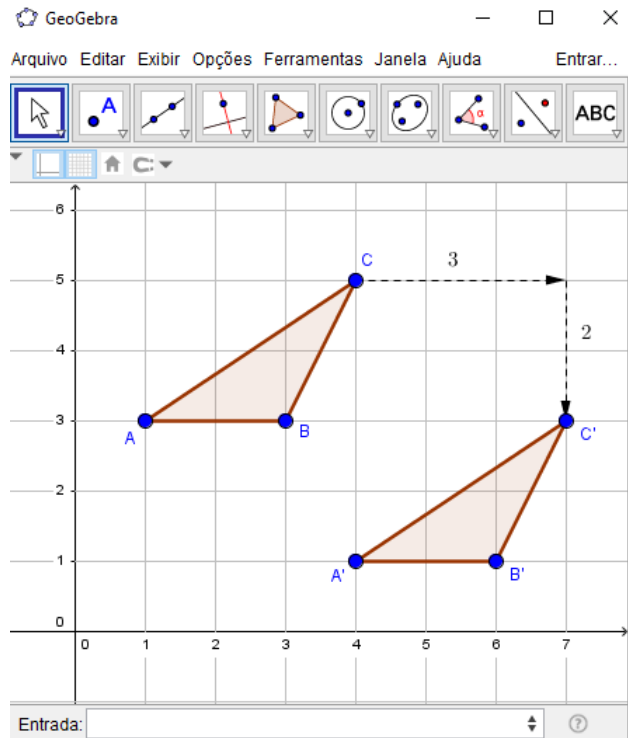 GeoGebra
Arquivo Editar Exibir Opções Ferramentas Janela Ajuda Entrar...
A α ABC
6
C
3
5
2
4
3
A
B
C'
2
1
A'
B'
0
0 1 2 3 4 5 6 7
Entrada:
?